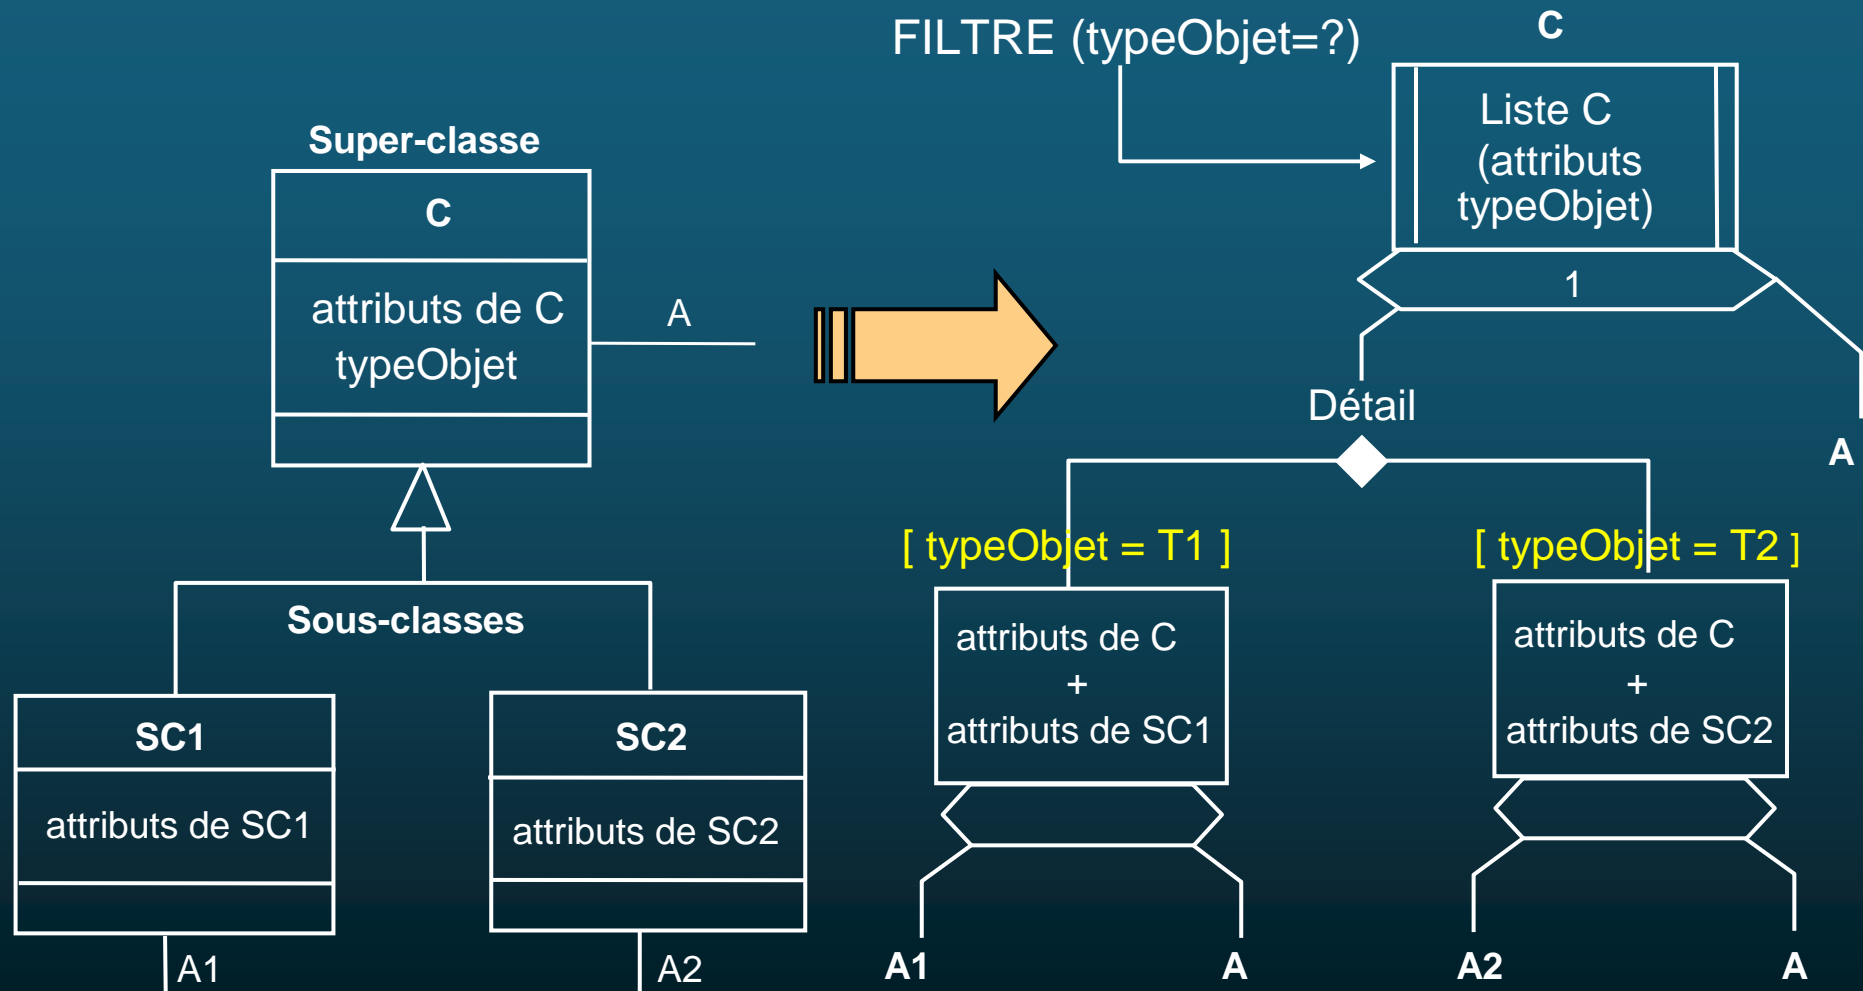 FILTRE (typeObjet=?)
C
Liste C
(attributs
typeObjet)
1
Super-classe
C
attributs de C
typeObjet
A
Détail
A
[ typeObjet = T1 ]
[ typeObjet = T2 ]
Sous-classes
attributs de C
+
attributs de SC1
attributs de C
+
attributs de SC2
SC1
attributs de SC1
SC2
attributs de SC2
A1
A2
A1
A
A2
A